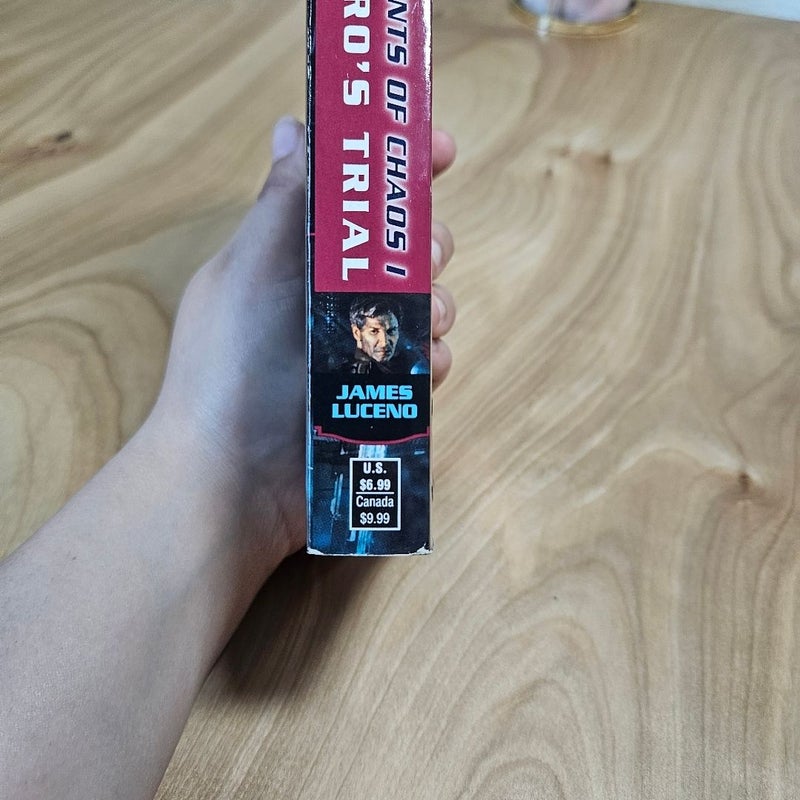 NTS OF CHAOS I
RO'S TRIAL
JAMES
LUCENO
U.S.
$6.99
Canada
$9.99